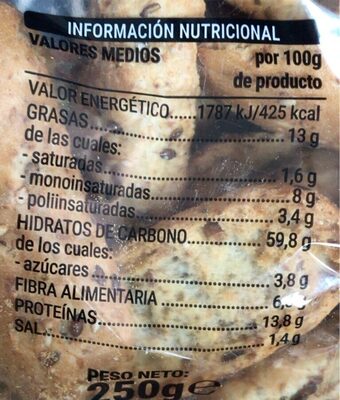 INFORMACIÓN NUTRICIONAL
VALORES MEDIOS por 100g
de producto
VALOR ENERGÉTICO.......1787 kJ/425 kcal
GRASAS.......13 g
de las cuales:
- saturadas.......1,6 g
- monoinsaturadas.......8 g
- poliinsaturadas.......3,4 g
HIDRATOS DE CARBONO.......59,8 g
de los cuales:
- azúcares.......3,8 g
FIBRA ALIMENTARIA
PROTEÍNAS.......13,8 g
SAL.......1,4 g
PESO NETO:
250g e